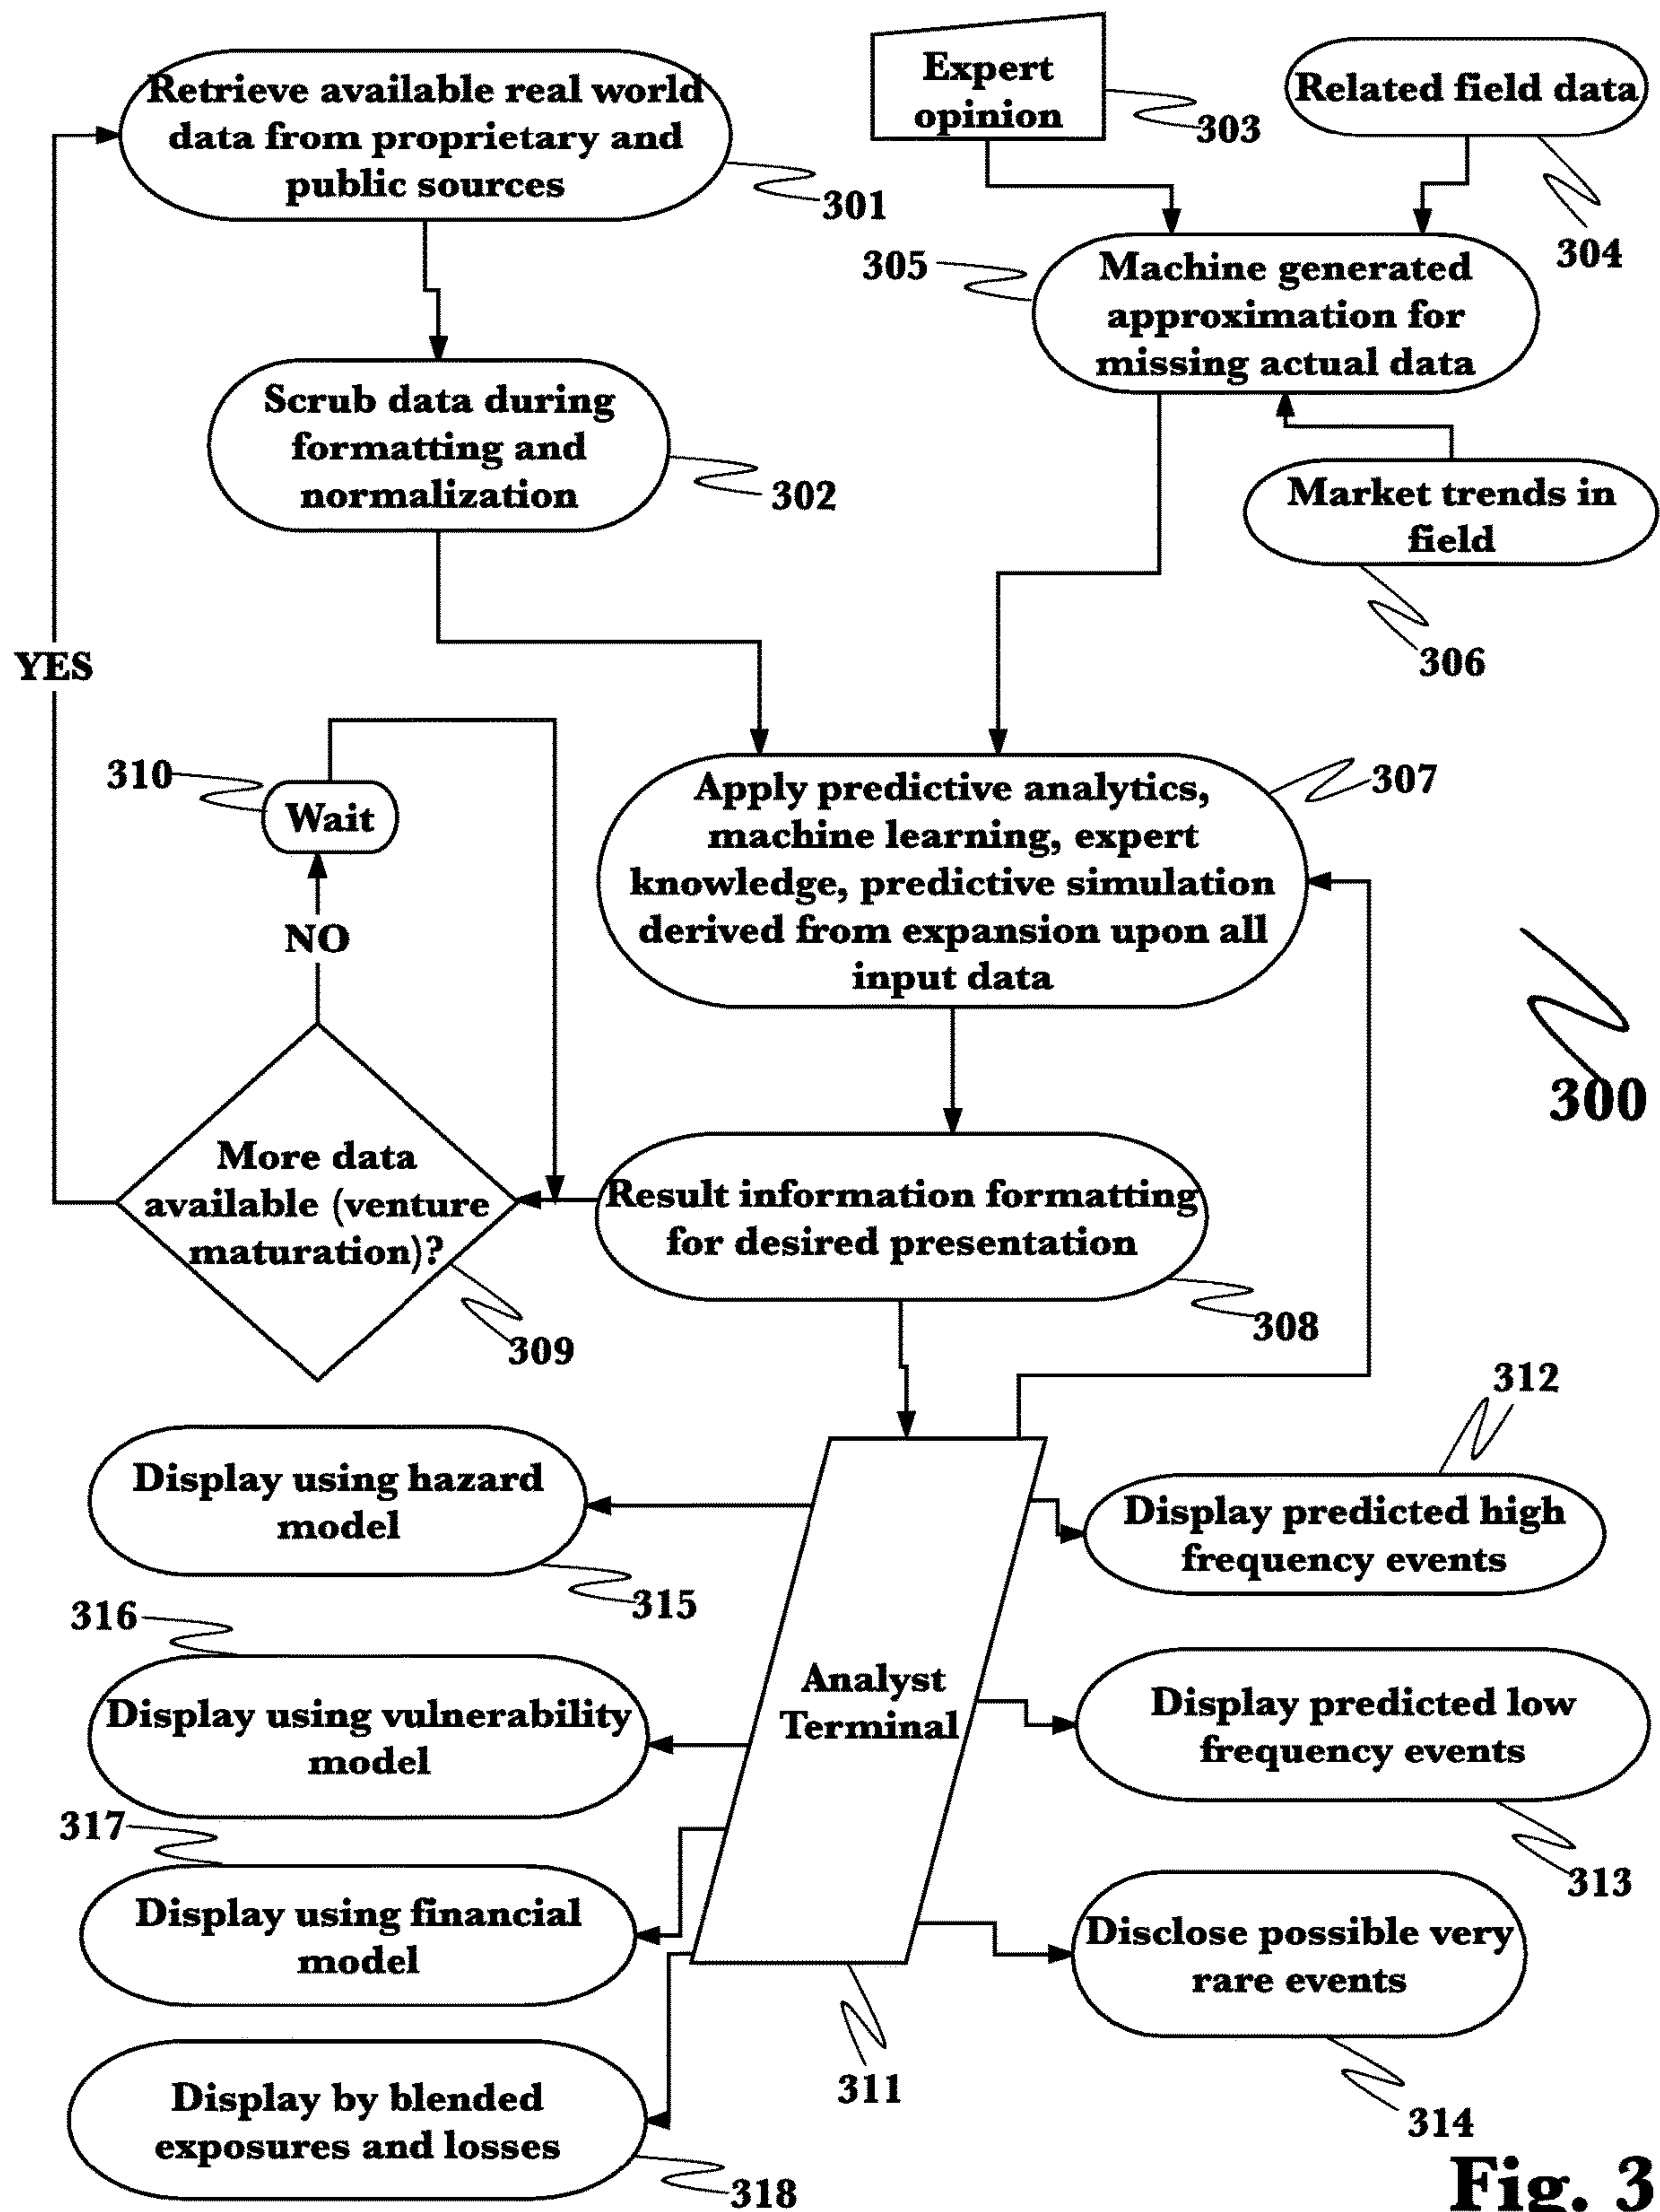 Retrieve available real world
data from proprietary and
public sources
301
Expert
opinion
303
Related field data
304
305
Machine generated
approximation for
missing actual data
Scrub data during
formatting and
normalization
302
Market trends in
field
306
YES
310
Wait
NO
Apply predictive analytics,
machine learning, expert
knowledge, predictive simulation
derived from expansion upon all
input data
307
300
More data
available (venture
maturation)?
309
Result information formatting
for desired presentation
308
312
Display using hazard
model
315
Display predicted high
frequency events
316
Display using vulnerability
model
Analyst
Terminal
Display predicted low
frequency events
313
317
Display using financial
model
Disclose possible very
rare events
314
311
Display by blended
exposures and losses
318
Fig. 3